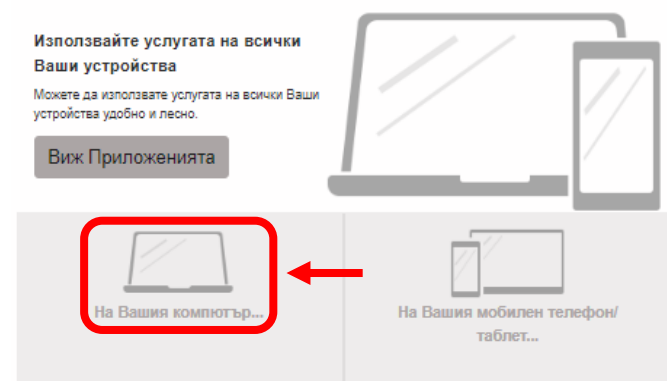 Използвайте услугата на всички
Ваши устройства
Можете да използвате услугата на всички Ваши
устройства удобно и лесно.
Виж Приложенията
На Вашия компютър...
На Вашия мобилен телефон/
таблет...